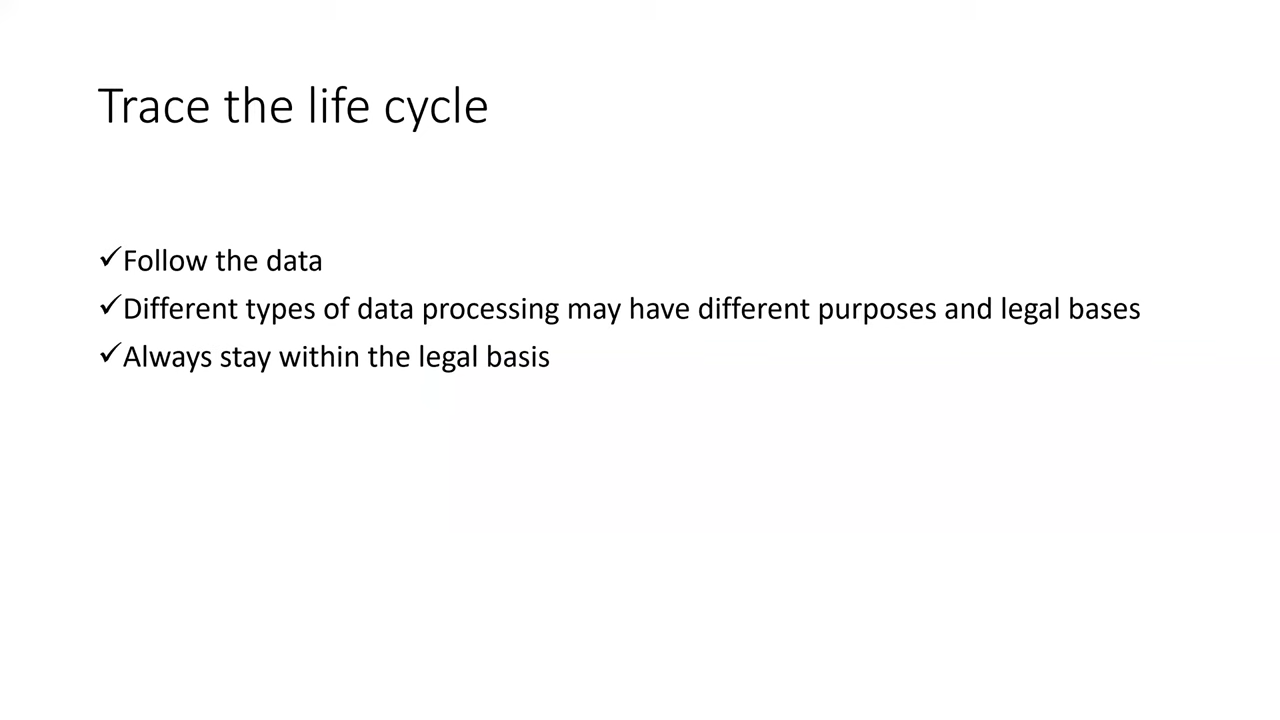 Trace the life cycle
✓Follow the data
✓Different types of data processing may have different purposes and legal bases
✓Always stay within the legal basis